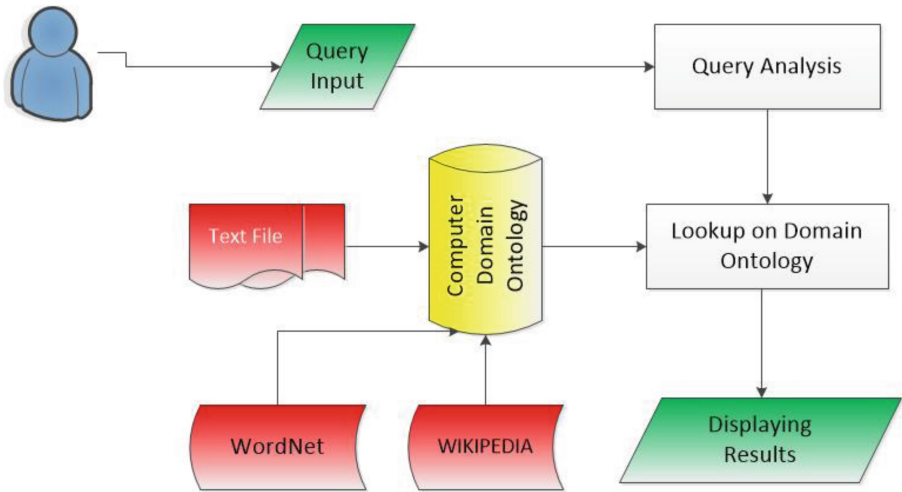 Query
Input
Query Analysis
Text File
Computer
Domain
Ontology
Lookup on Domain
Ontology
WordNet
WIKIPEDIA
Displaying
Results